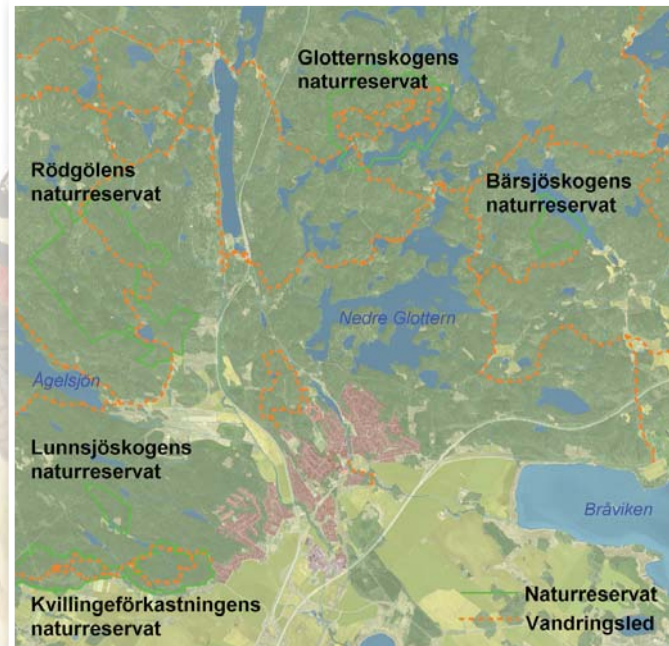 Glotternskogens
naturreservat
Rödgölens
naturreservat
Bärsjöskogens
naturreservat
Nedre Glottern
Ågelsjön
Lunnsjöskogens
naturreservat
Bråviken
Kvillingeförkastningens
naturreservat
Naturreservat
Vandringsled